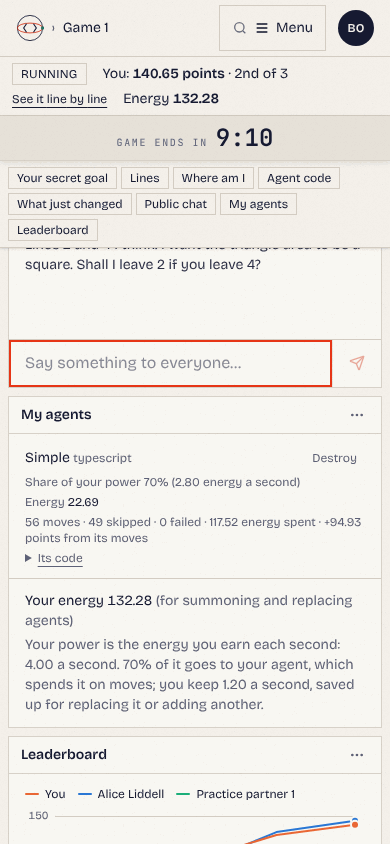 › Game 1
Menu
BO
RUNNING You: 140.65 points · 2nd of 3
See it line by line Energy 132.28
GAME ENDS IN 9:10
Your secret goal Lines Where am I Agent code
What just changed Public chat My agents
Leaderboard
square. Shall I leave 2 if you leave 4?
Say something to everyone...
My agents
Simple typescript Destroy
Share of your power 70% (2.80 energy a second)
Energy 22.69
56 moves · 49 skipped · 0 failed · 117.52 energy spent · +94.93
points from its moves
Its code
Your energy 132.28 (for summoning and replacing
agents)
Your power is the energy you earn each second:
4.00 a second. 70% of it goes to your agent, which
spends it on moves; you keep 1.20 a second, saved
up for replacing it or adding another.
Leaderboard
You Alice Liddell Practice partner 1
150